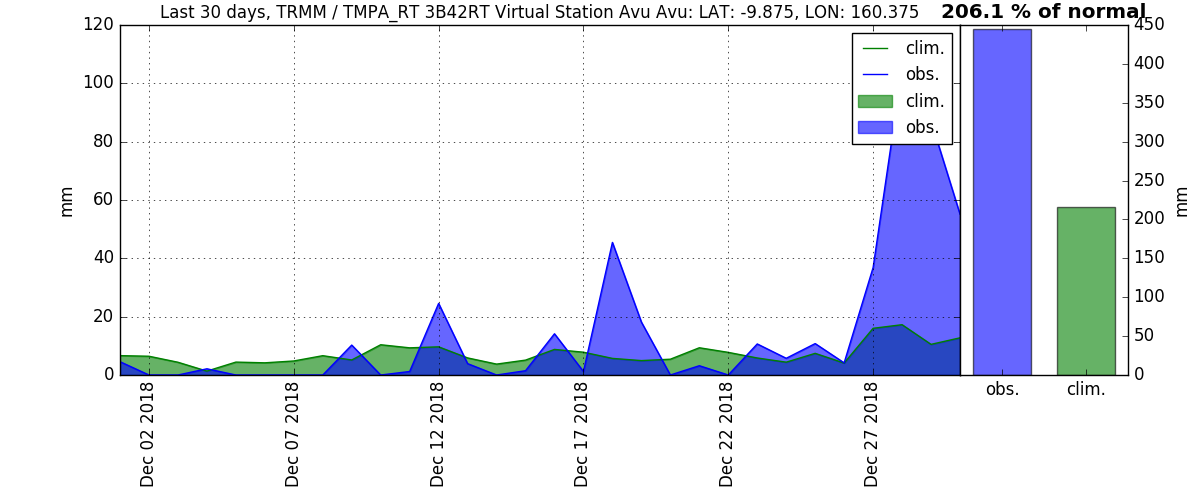 Last 30 days, TRMM / TMPA_RT 3B42RT Virtual Station Avu Avu: LAT: -9.875, LON: 160.375
206.1 % of normal
120
100
80
60
40
20
0
mm
clim.
obs.
clim.
obs.
450
400
350
300
250
200
150
100
50
0
mm
obs.
clim.
Dec 02 2018
Dec 07 2018
Dec 12 2018
Dec 17 2018
Dec 22 2018
Dec 27 2018